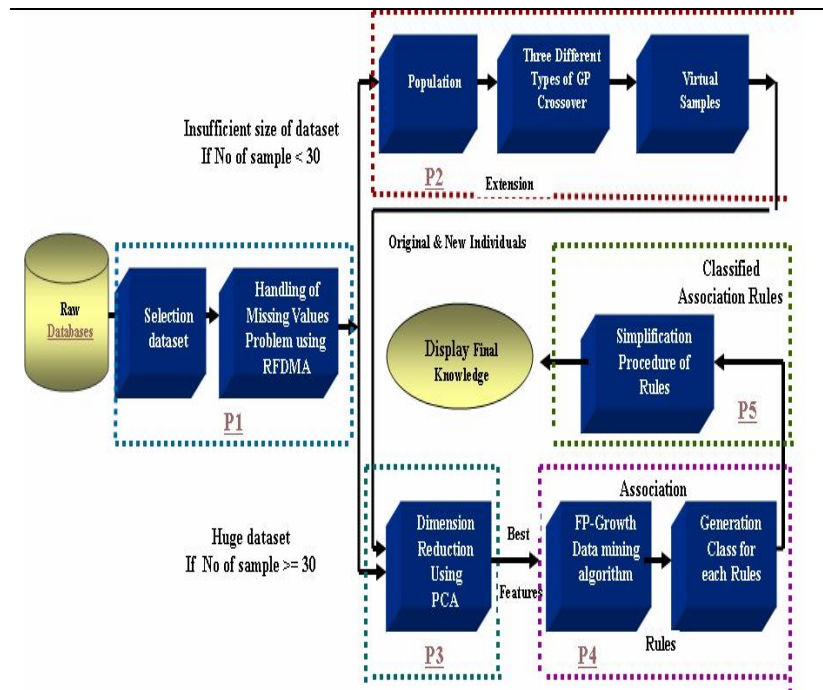 Population
Three Different
Types of GP
Crossover
Virtual
Samples
Insufficient size of dataset
If No of sample < 30
P2
Extension
Original & New Individuals
Raw
Databases
Selection
dataset
Handling of
Missing Values
Problem using
RFDMA
P1
Classified
Association Rules
Display Final
Knowledge
Simplification
Procedure of
Rules
P5
Huge dataset
If No of sample >= 30
Dimension
Reduction
Using
PCA
P3
Best
Features
Association
FP-Growth
Data mining
algorithm
Generation
Class for
each Rules
Rules
P4